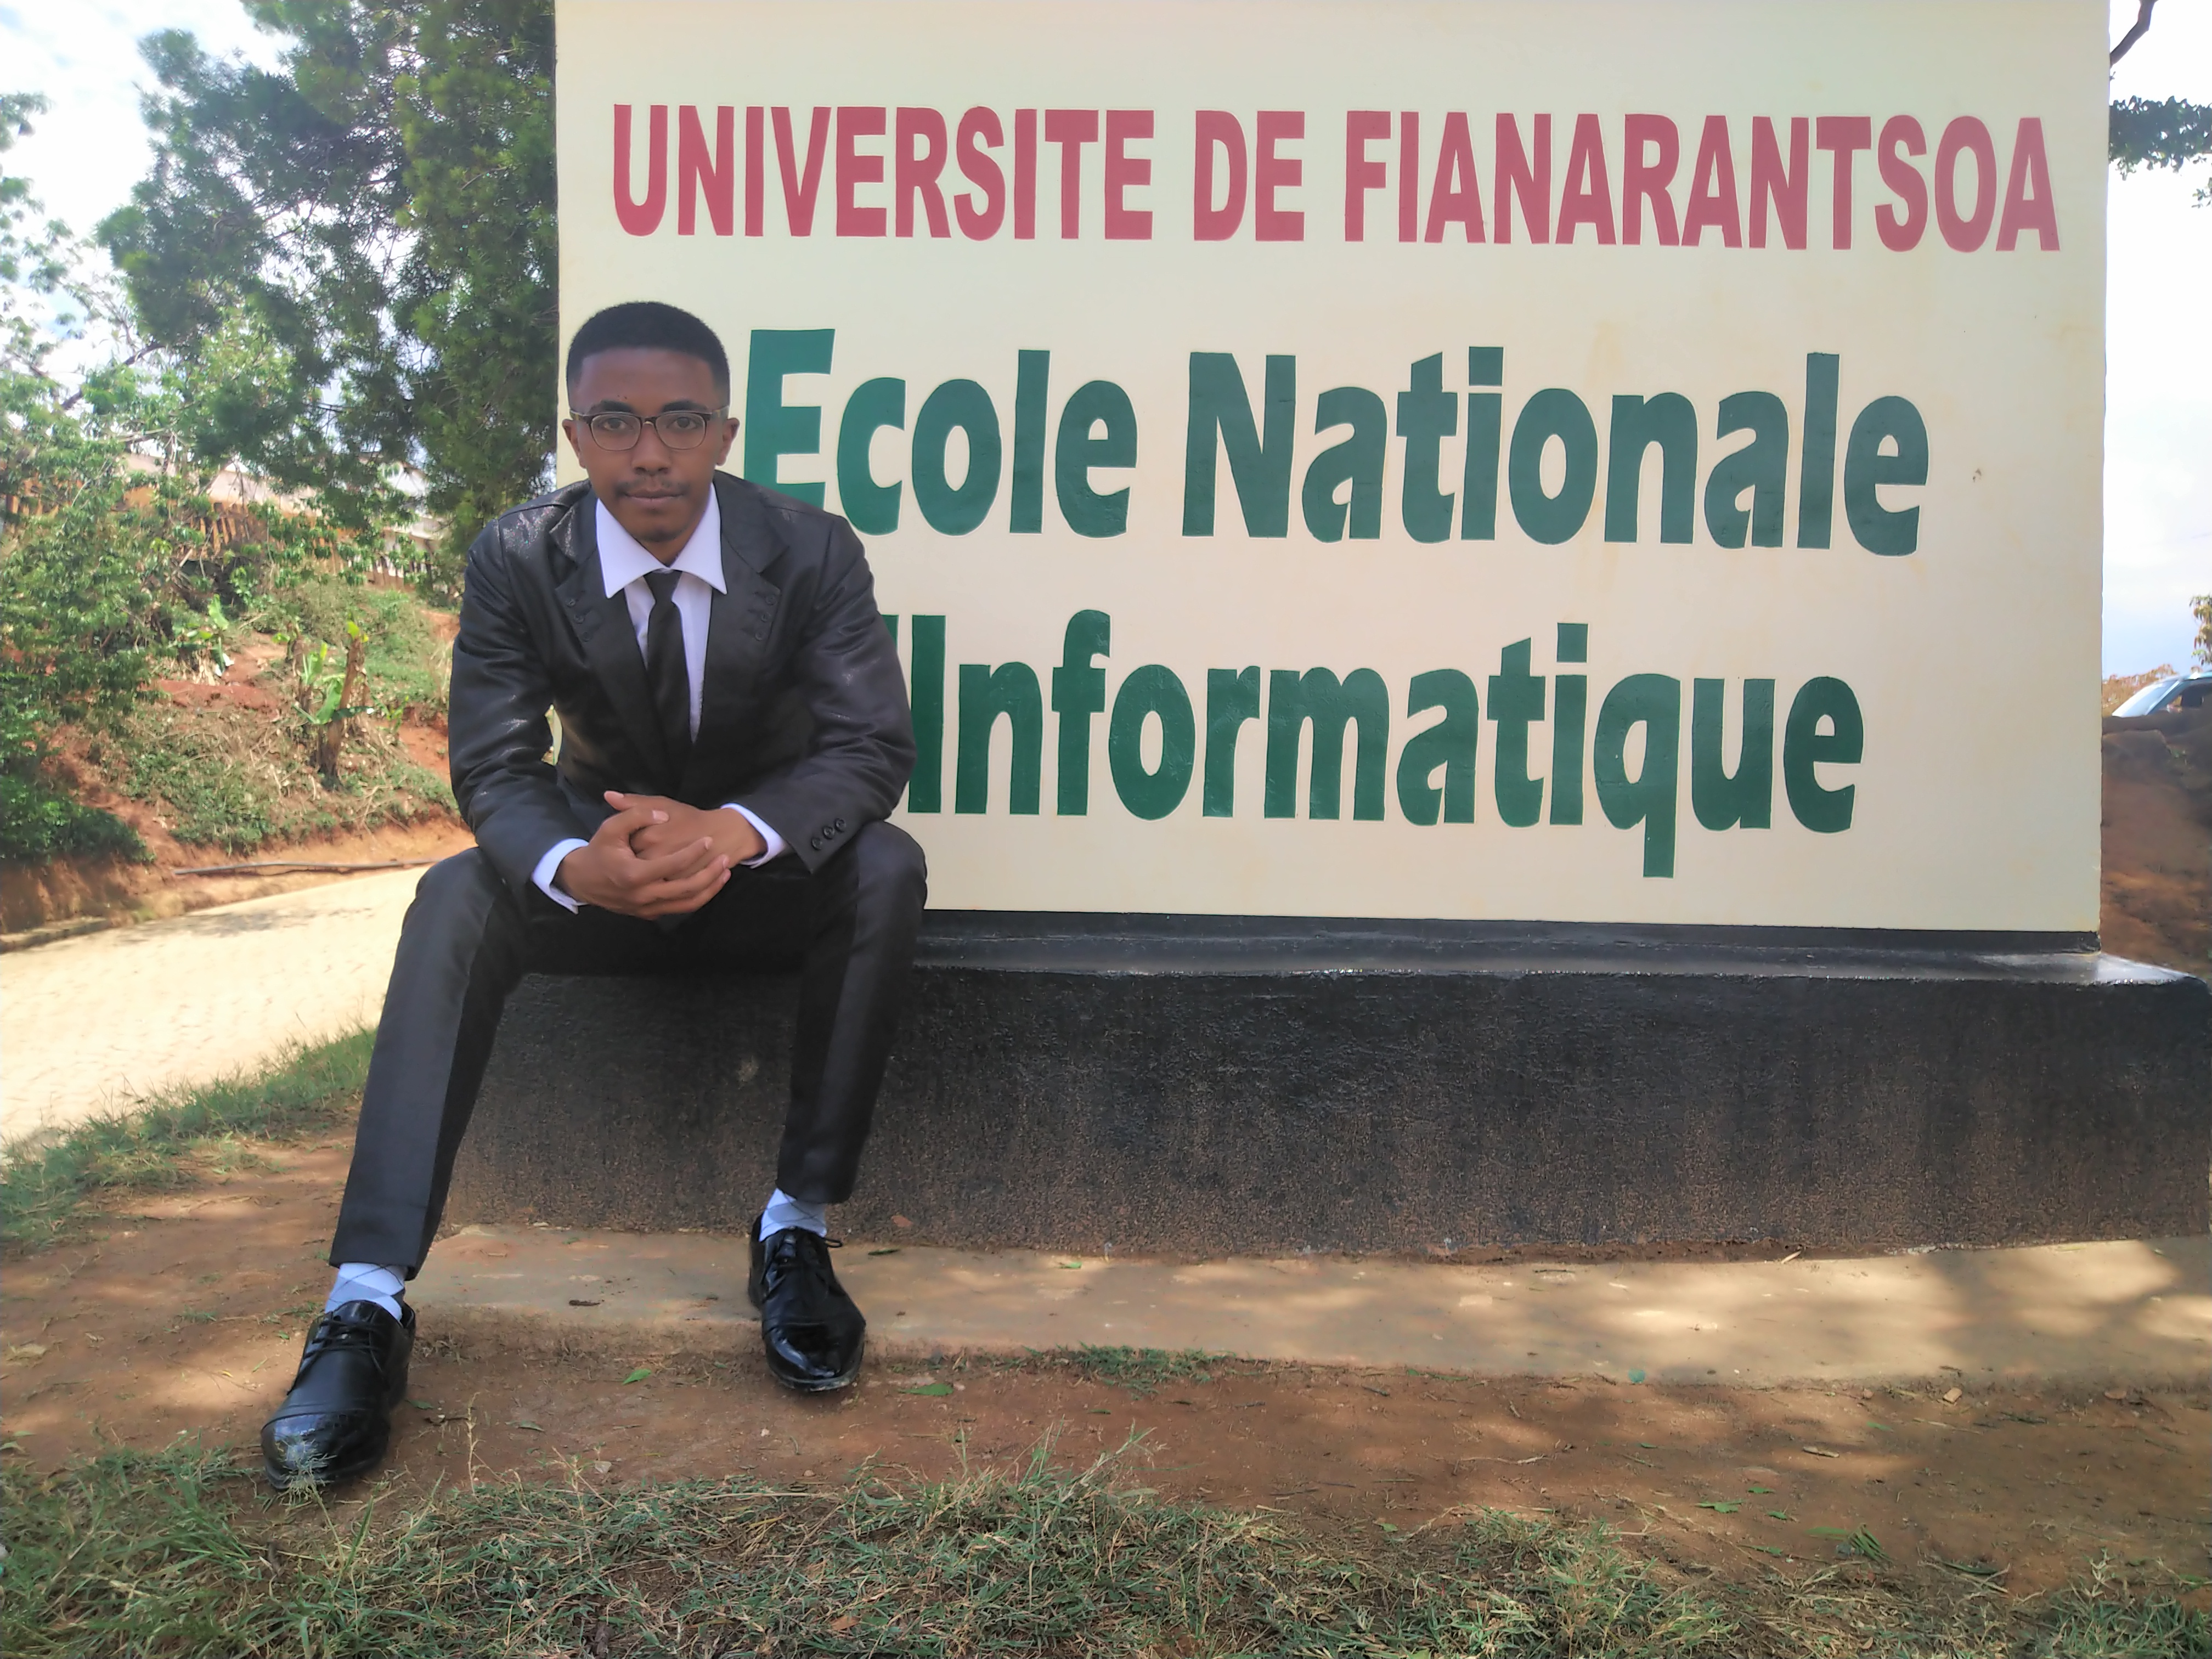 UNIVERSITE DE FIANARANTSOA
Ecole Nationale
Informatique